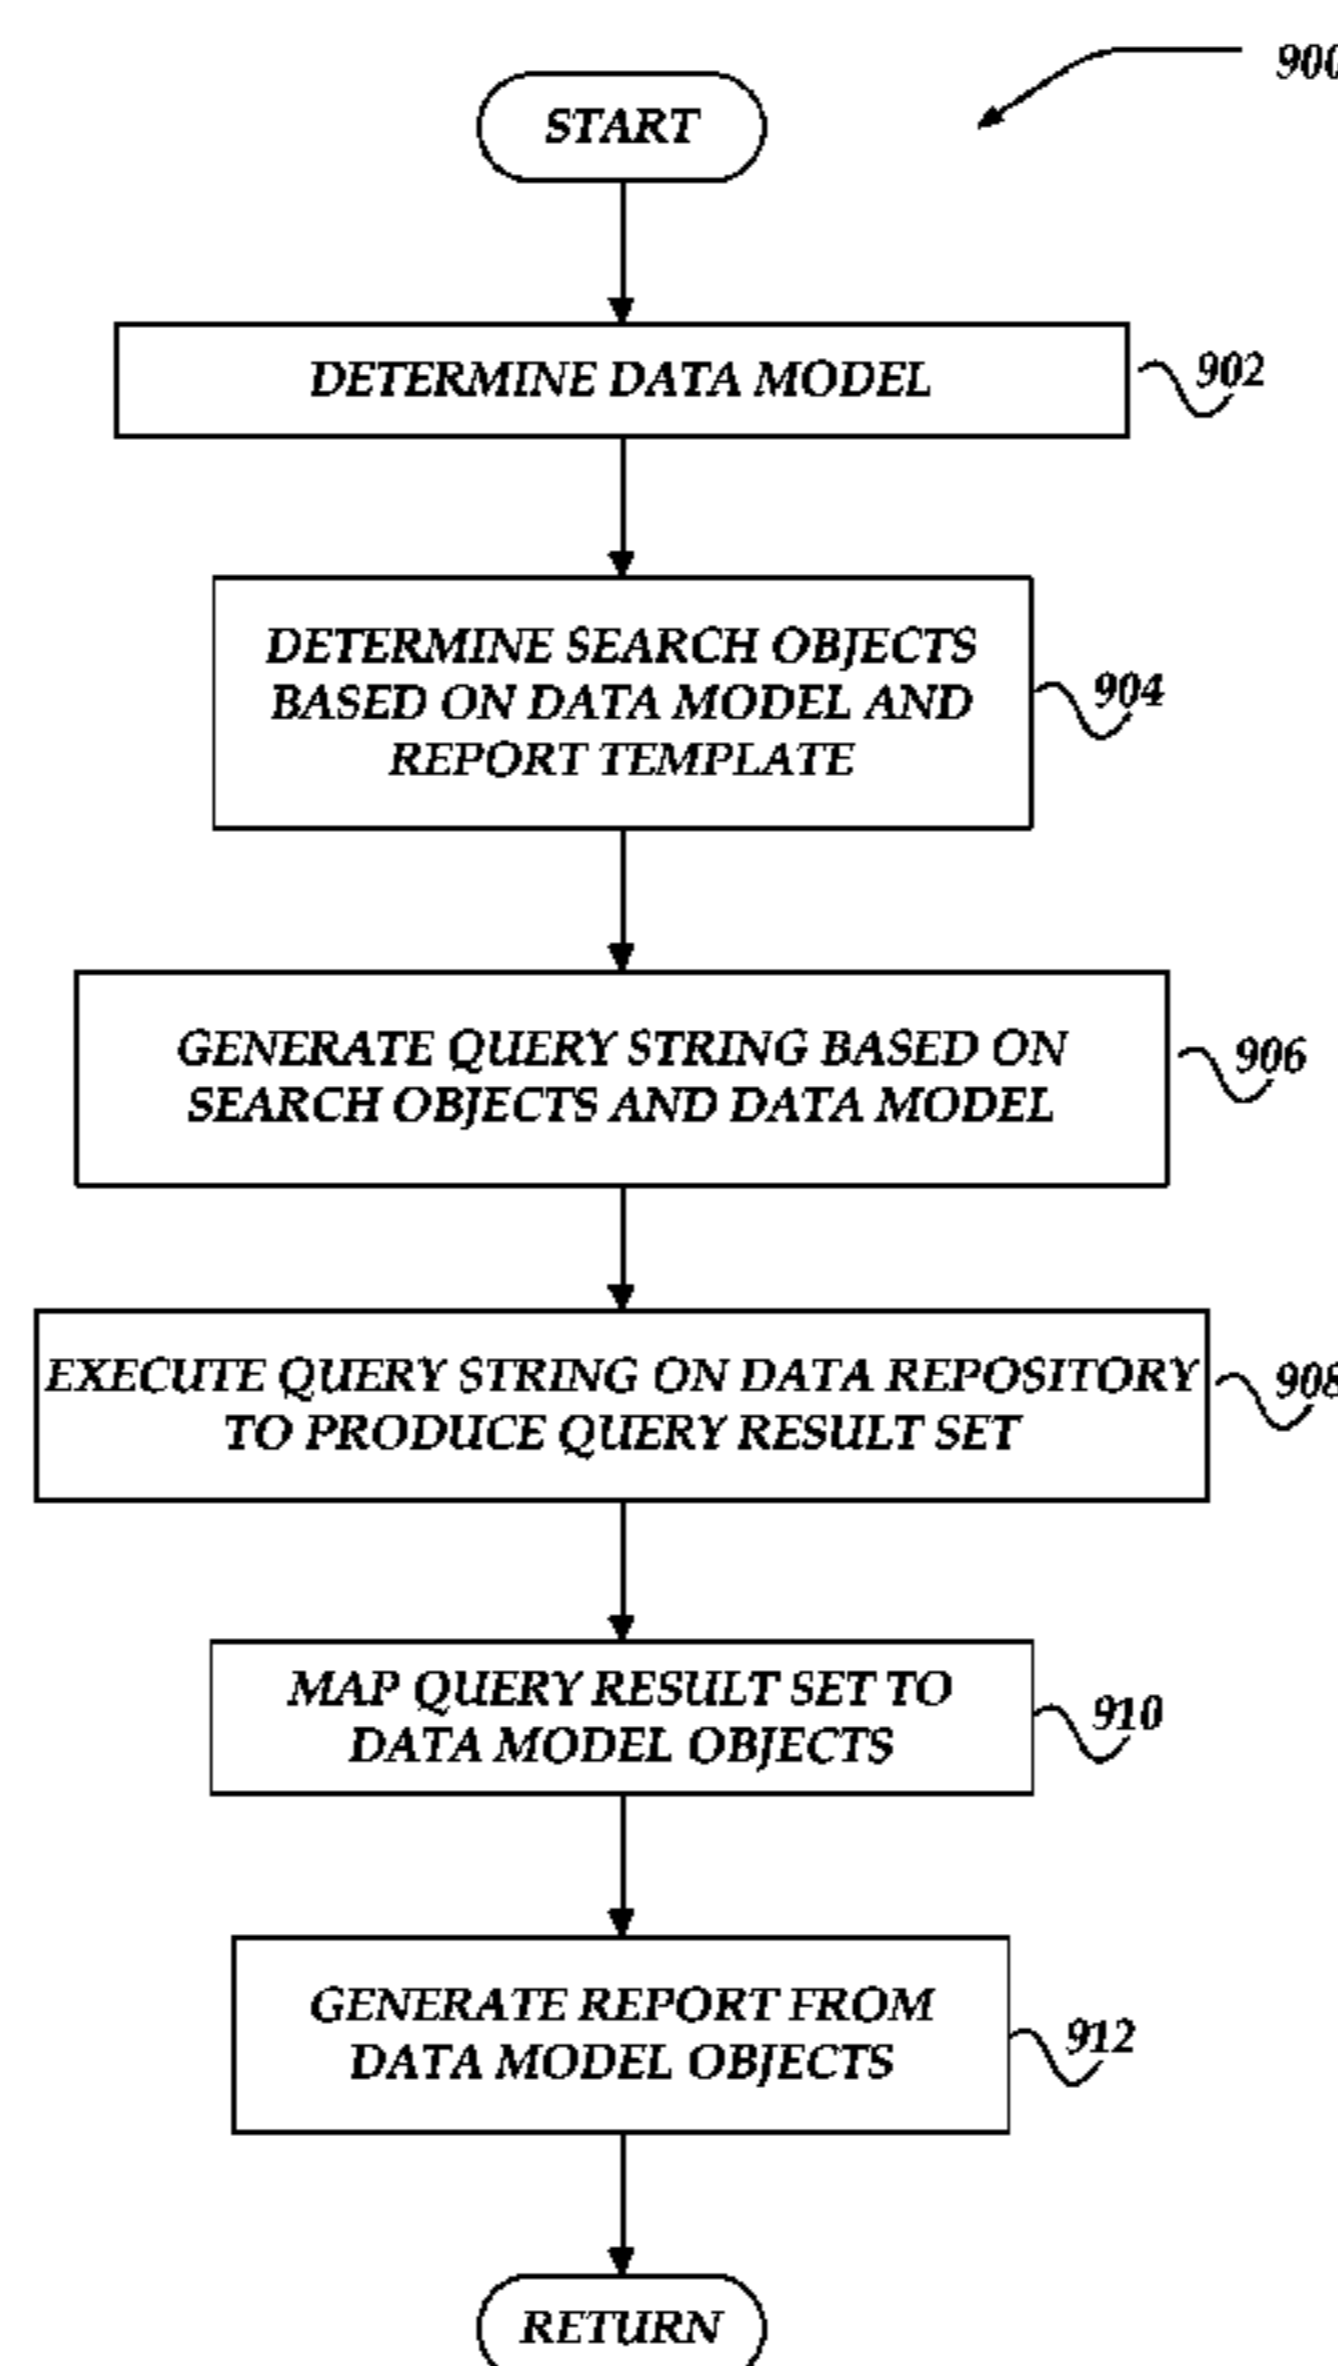 900
START
DETERMINE DATA MODEL
902
DETERMINE SEARCH OBJECTS
BASED ON DATA MODEL AND
REPORT TEMPLATE
904
GENERATE QUERY STRING BASED ON
SEARCH OBJECTS AND DATA MODEL
906
EXECUTE QUERY STRING ON DATA REPOSITORY
TO PRODUCE QUERY RESULT SET
908
MAP QUERY RESULT SET TO
DATA MODEL OBJECTS
910
GENERATE REPORT FROM
DATA MODEL OBJECTS
912
RETURN